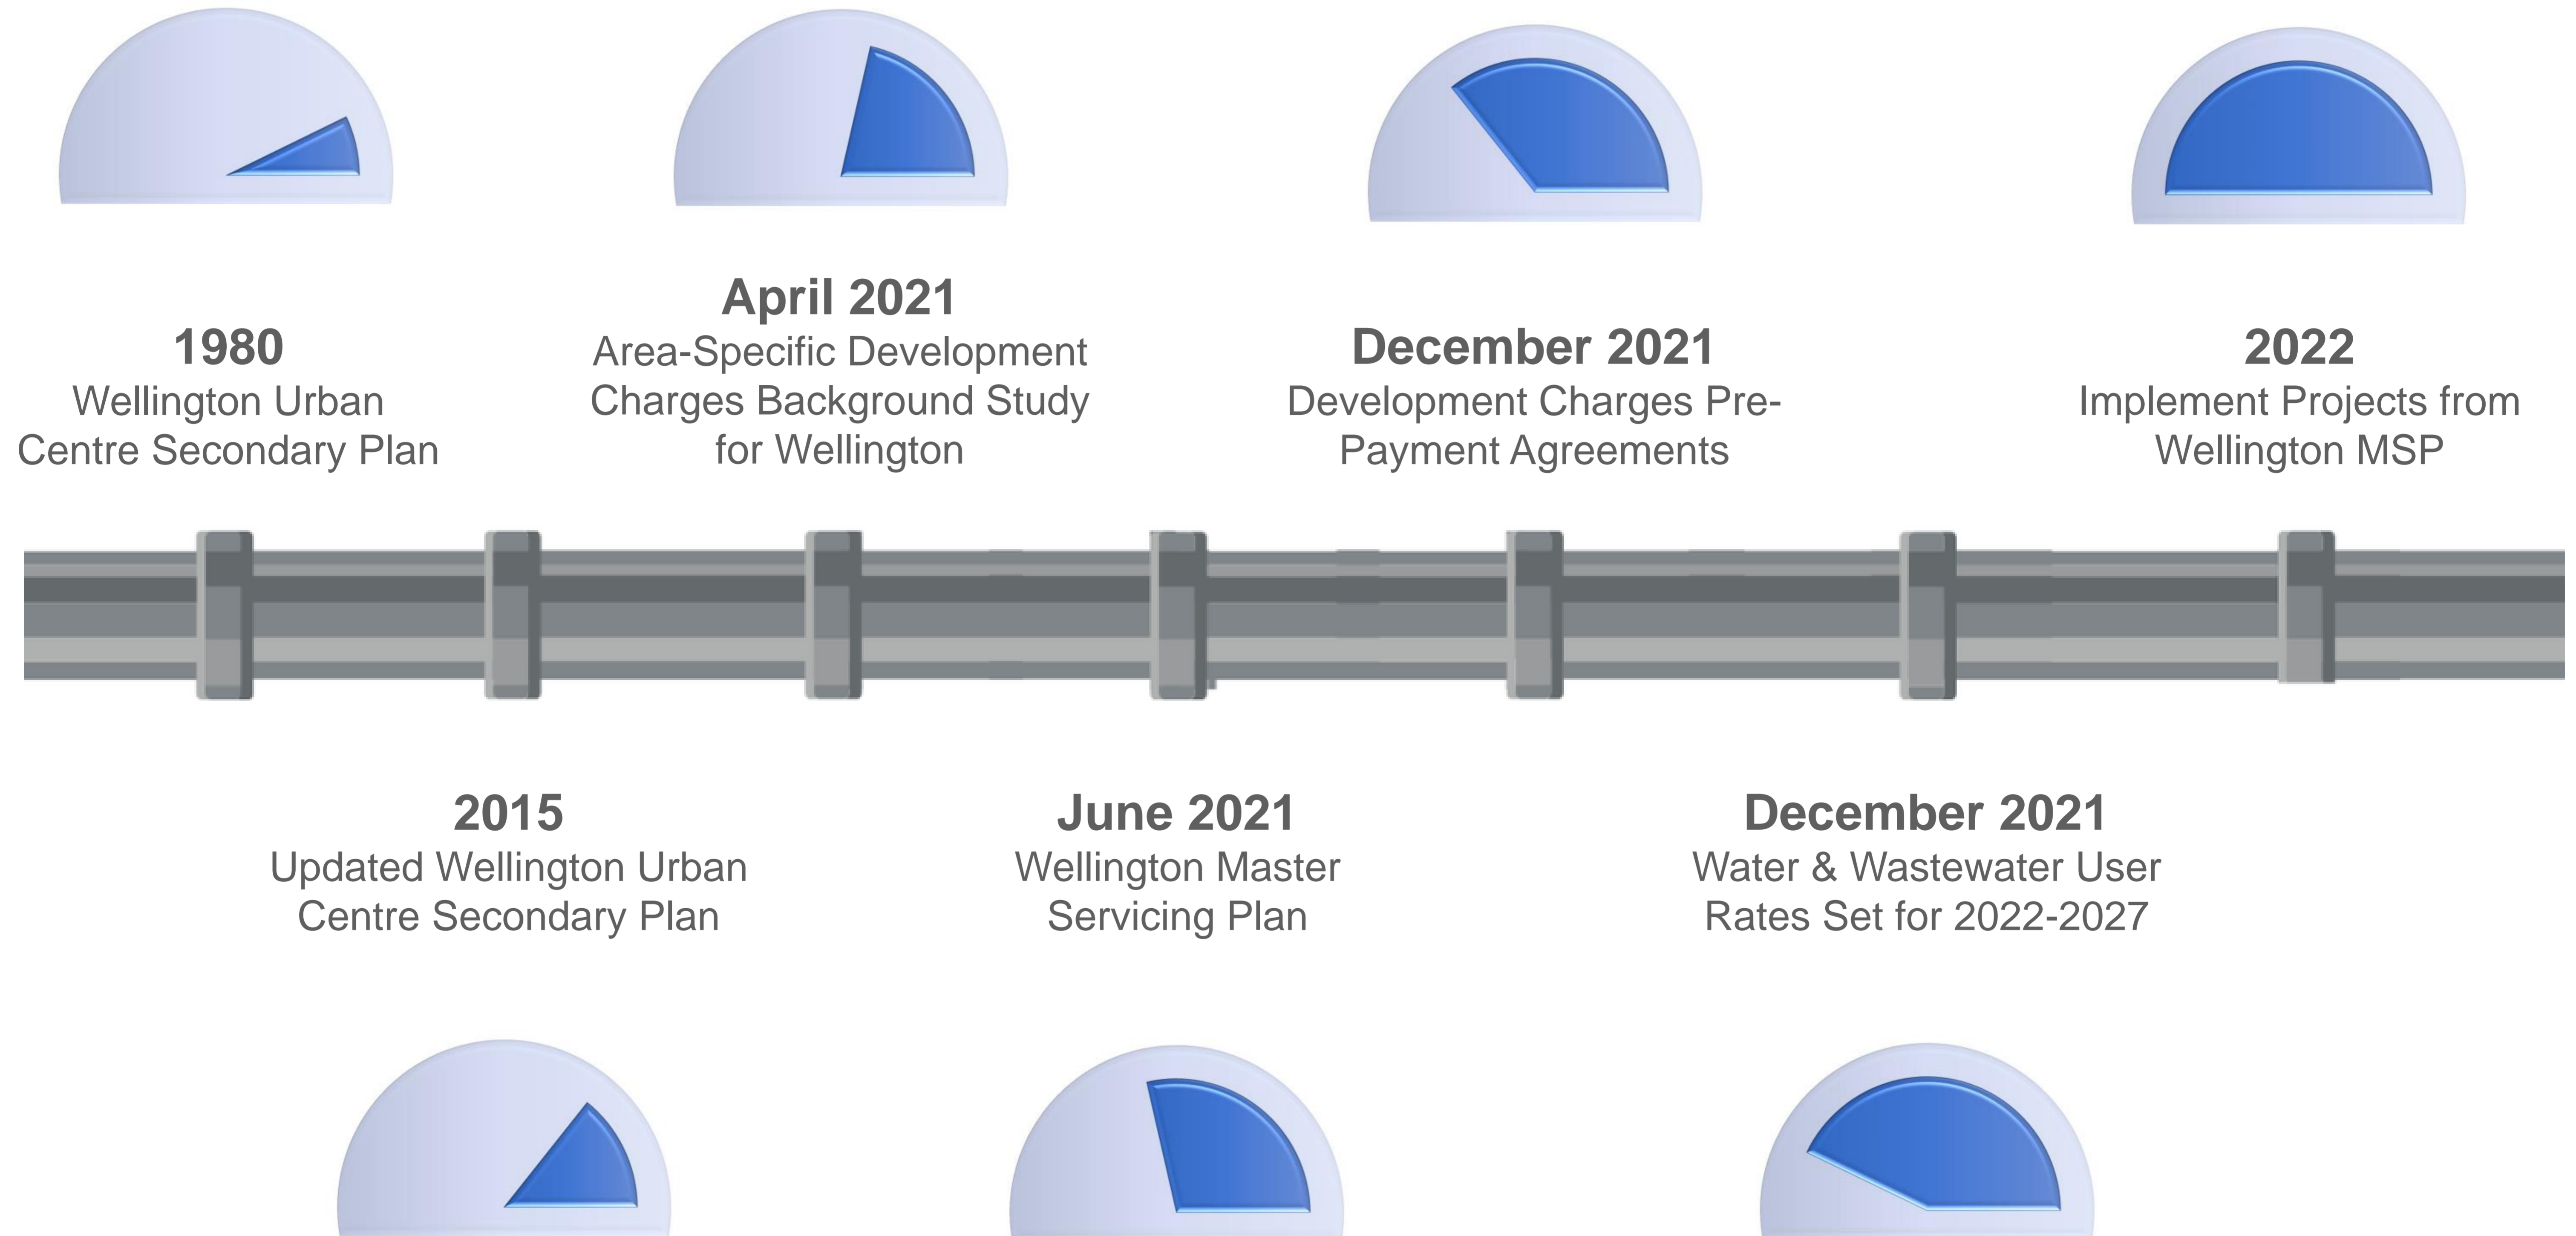 1980
Wellington Urban
Centre Secondary Plan
April 2021
Area-Specific Development
Charges Background Study
for Wellington
December 2021
Development Charges Pre-
Payment Agreements
2022
Implement Projects from
Wellington MSP
2015
Updated Wellington Urban
Centre Secondary Plan
June 2021
Wellington Master
Servicing Plan
December 2021
Water & Wastewater User
Rates Set for 2022-2027